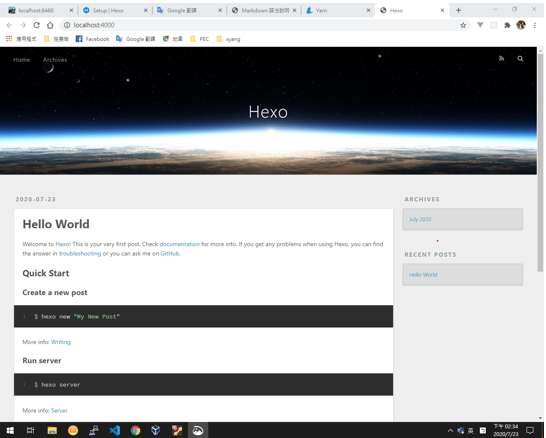 localhost:6460
Setup | Hexo
Google 翻譯
Markdown 語法說明
Yarn
Hexo
localhost:4000
應用程式
Facebook
Google 翻譯
地圖
PEC
xyang
Home
Archives
Hexo
2020-07-23
Hello World
Welcome to Hexo! This is your very first post. Check documentation for more info. If you get any problems when using Hexo, you can find
the answer in troubleshooting or you can ask me on GitHub.
Quick Start
Create a new post
1 $ hexo new "My New Post"
More info: Writing
Run server
1 $ hexo server
More info: Server
ARCHIVES
July 2020
RECENT POSTS
Hello World
英
下午 02:34
2020/7/23